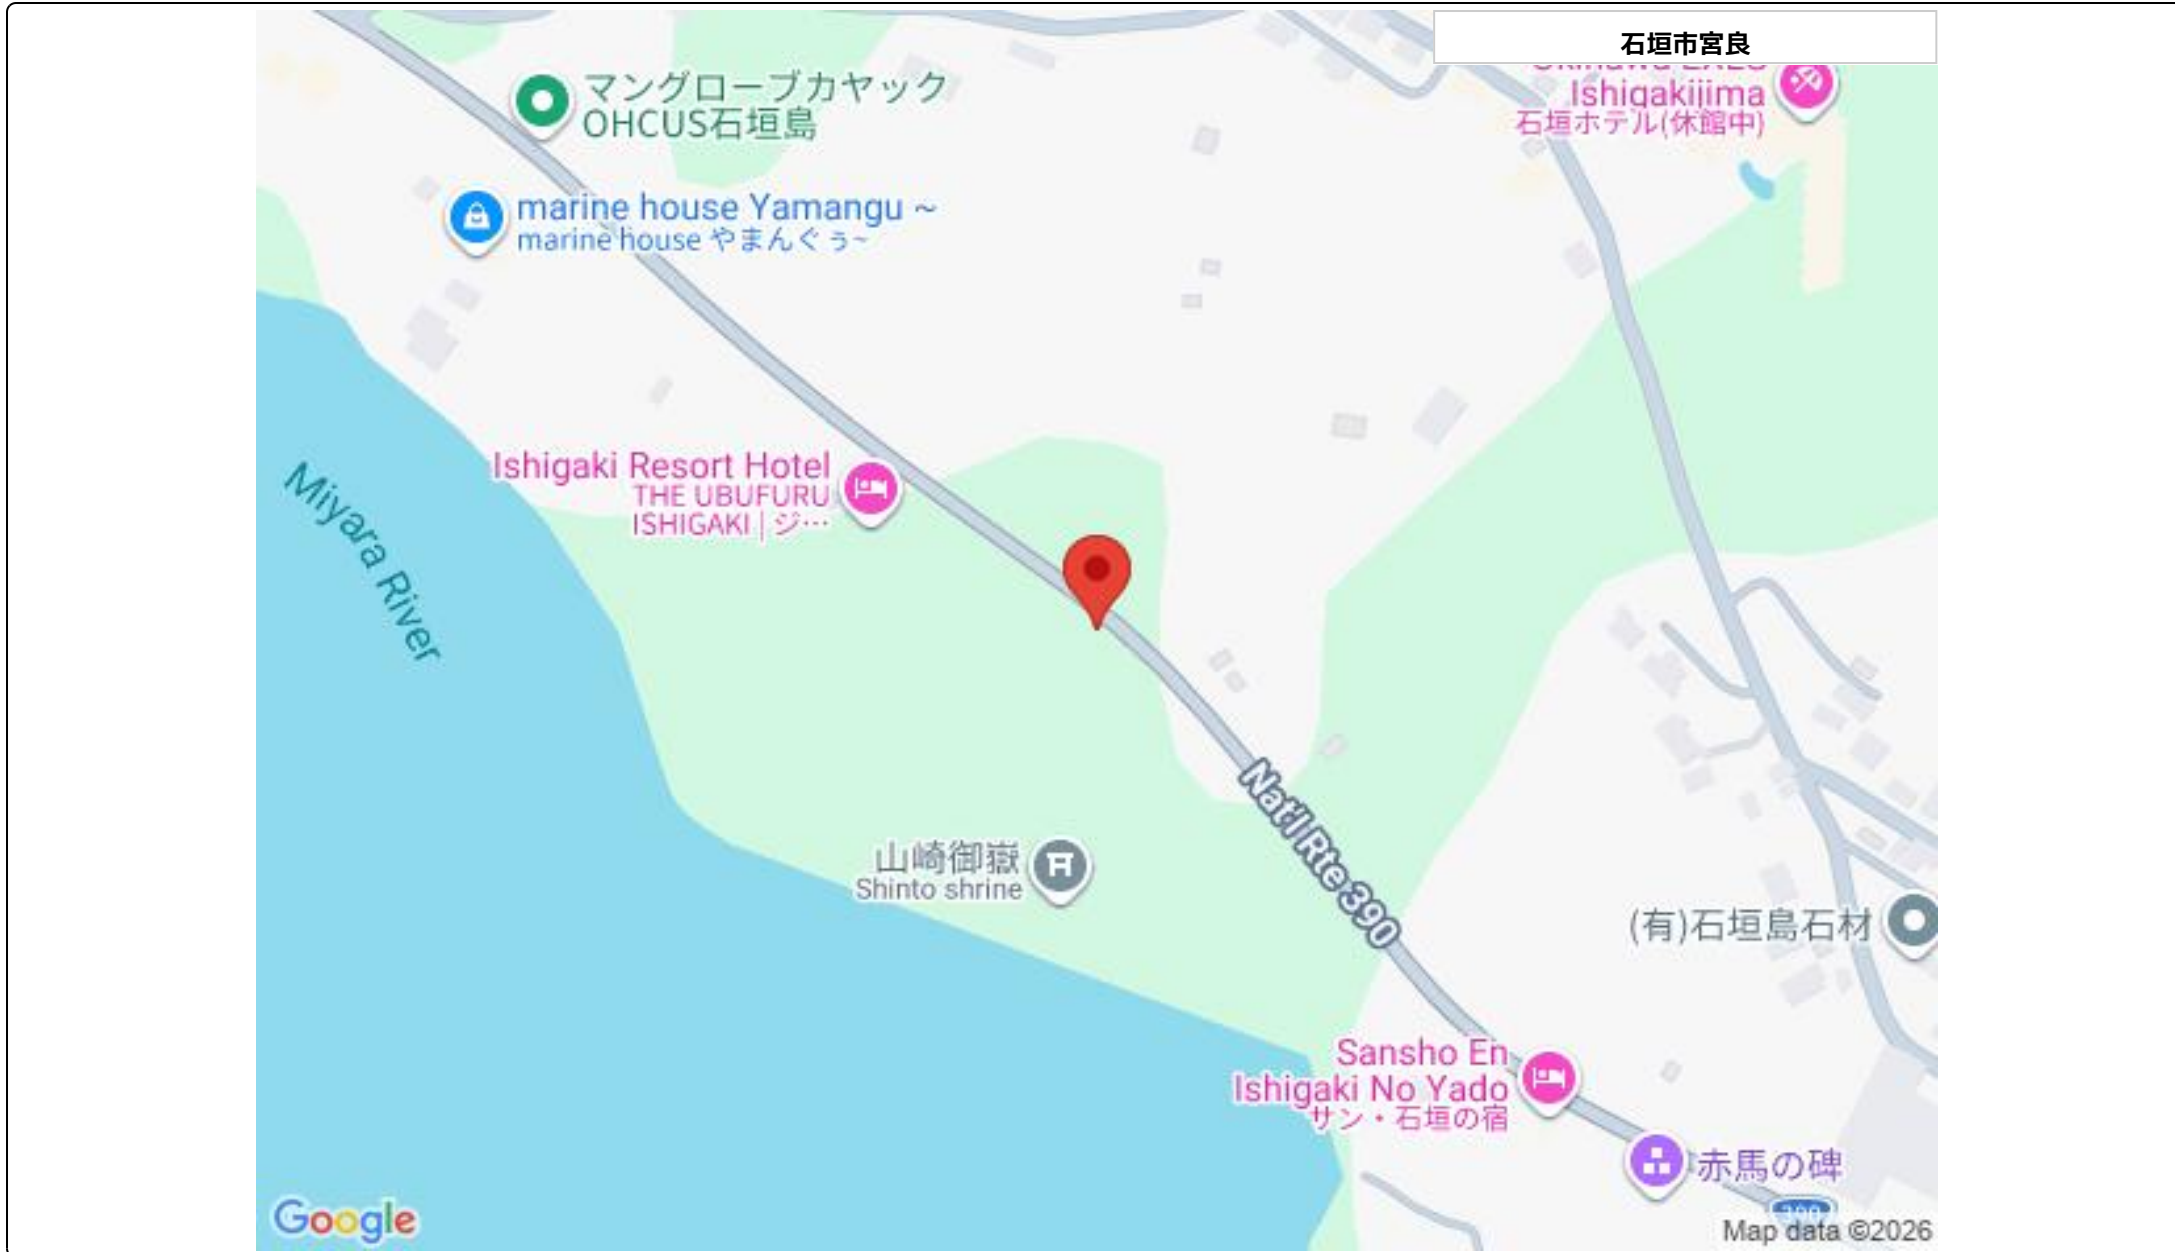 石垣市宮良
マングローブカヤック
OHCUS石垣島
Ishigakijima
石垣ホテル(休館中)
marine house Yamangu ~
marine house やまんぐぅ~
Ishigaki Resort Hotel
THE UBUFURU
ISHIGAKI | ジ…
Miyara River
Nat'l Rte 390
山崎御嶽
Shinto shrine
(有)石垣島石材
Sansho En
Ishigaki No Yado
サン・石垣の宿
赤馬の碑
390
Google
Map data ©2026